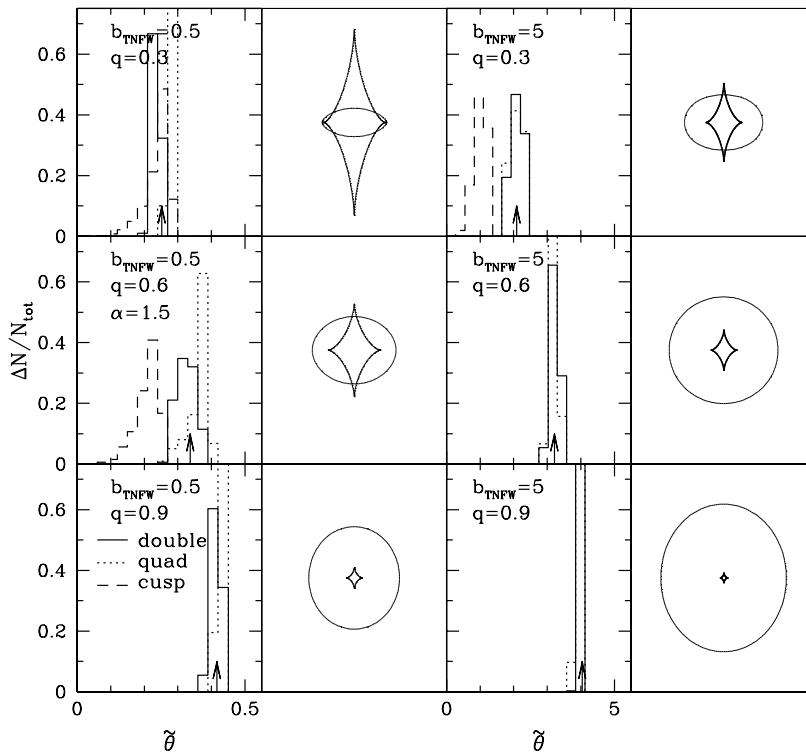 b_TNFW=0.5
q=0.3
b_TNFW=5
q=0.3
0.6
0.4
0.2
0
b_TNFW=0.5
q=0.6
α=1.5
b_TNFW=5
q=0.6
0.6
0.4
0.2
0
ΔN/N_tot
b_TNFW=0.5
q=0.9
double
quad
cusp
b_TNFW=5
q=0.9
0.6
0.4
0.2
0
0 0.5 0 5
θ̃ θ̃